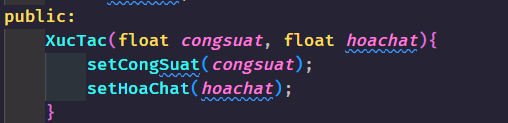 public:
XucTac(float congsuat, float hoachat){
setCongSuat(congsuat);
setHoaChat(hoachat);
}